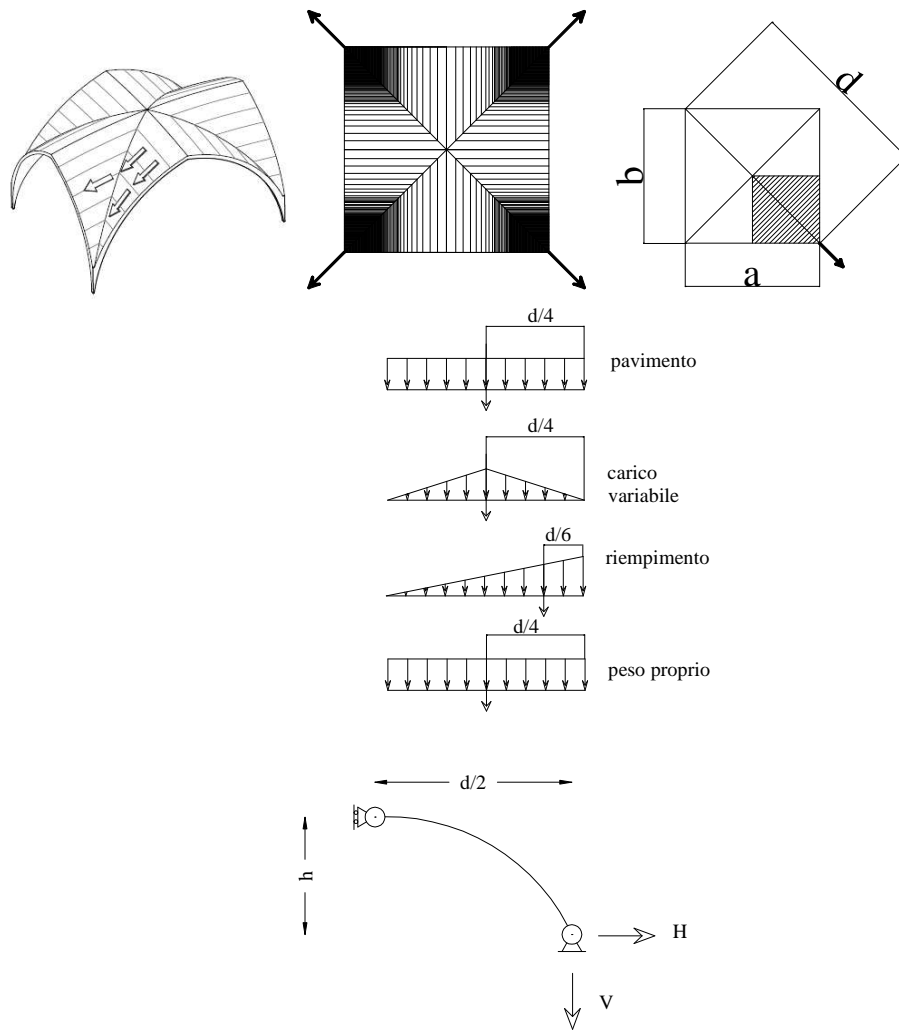 d
b
a
d/4
pavimento
d/4
carico
variabile
d/6
riempimento
d/4
peso proprio
d/2
h
H
V